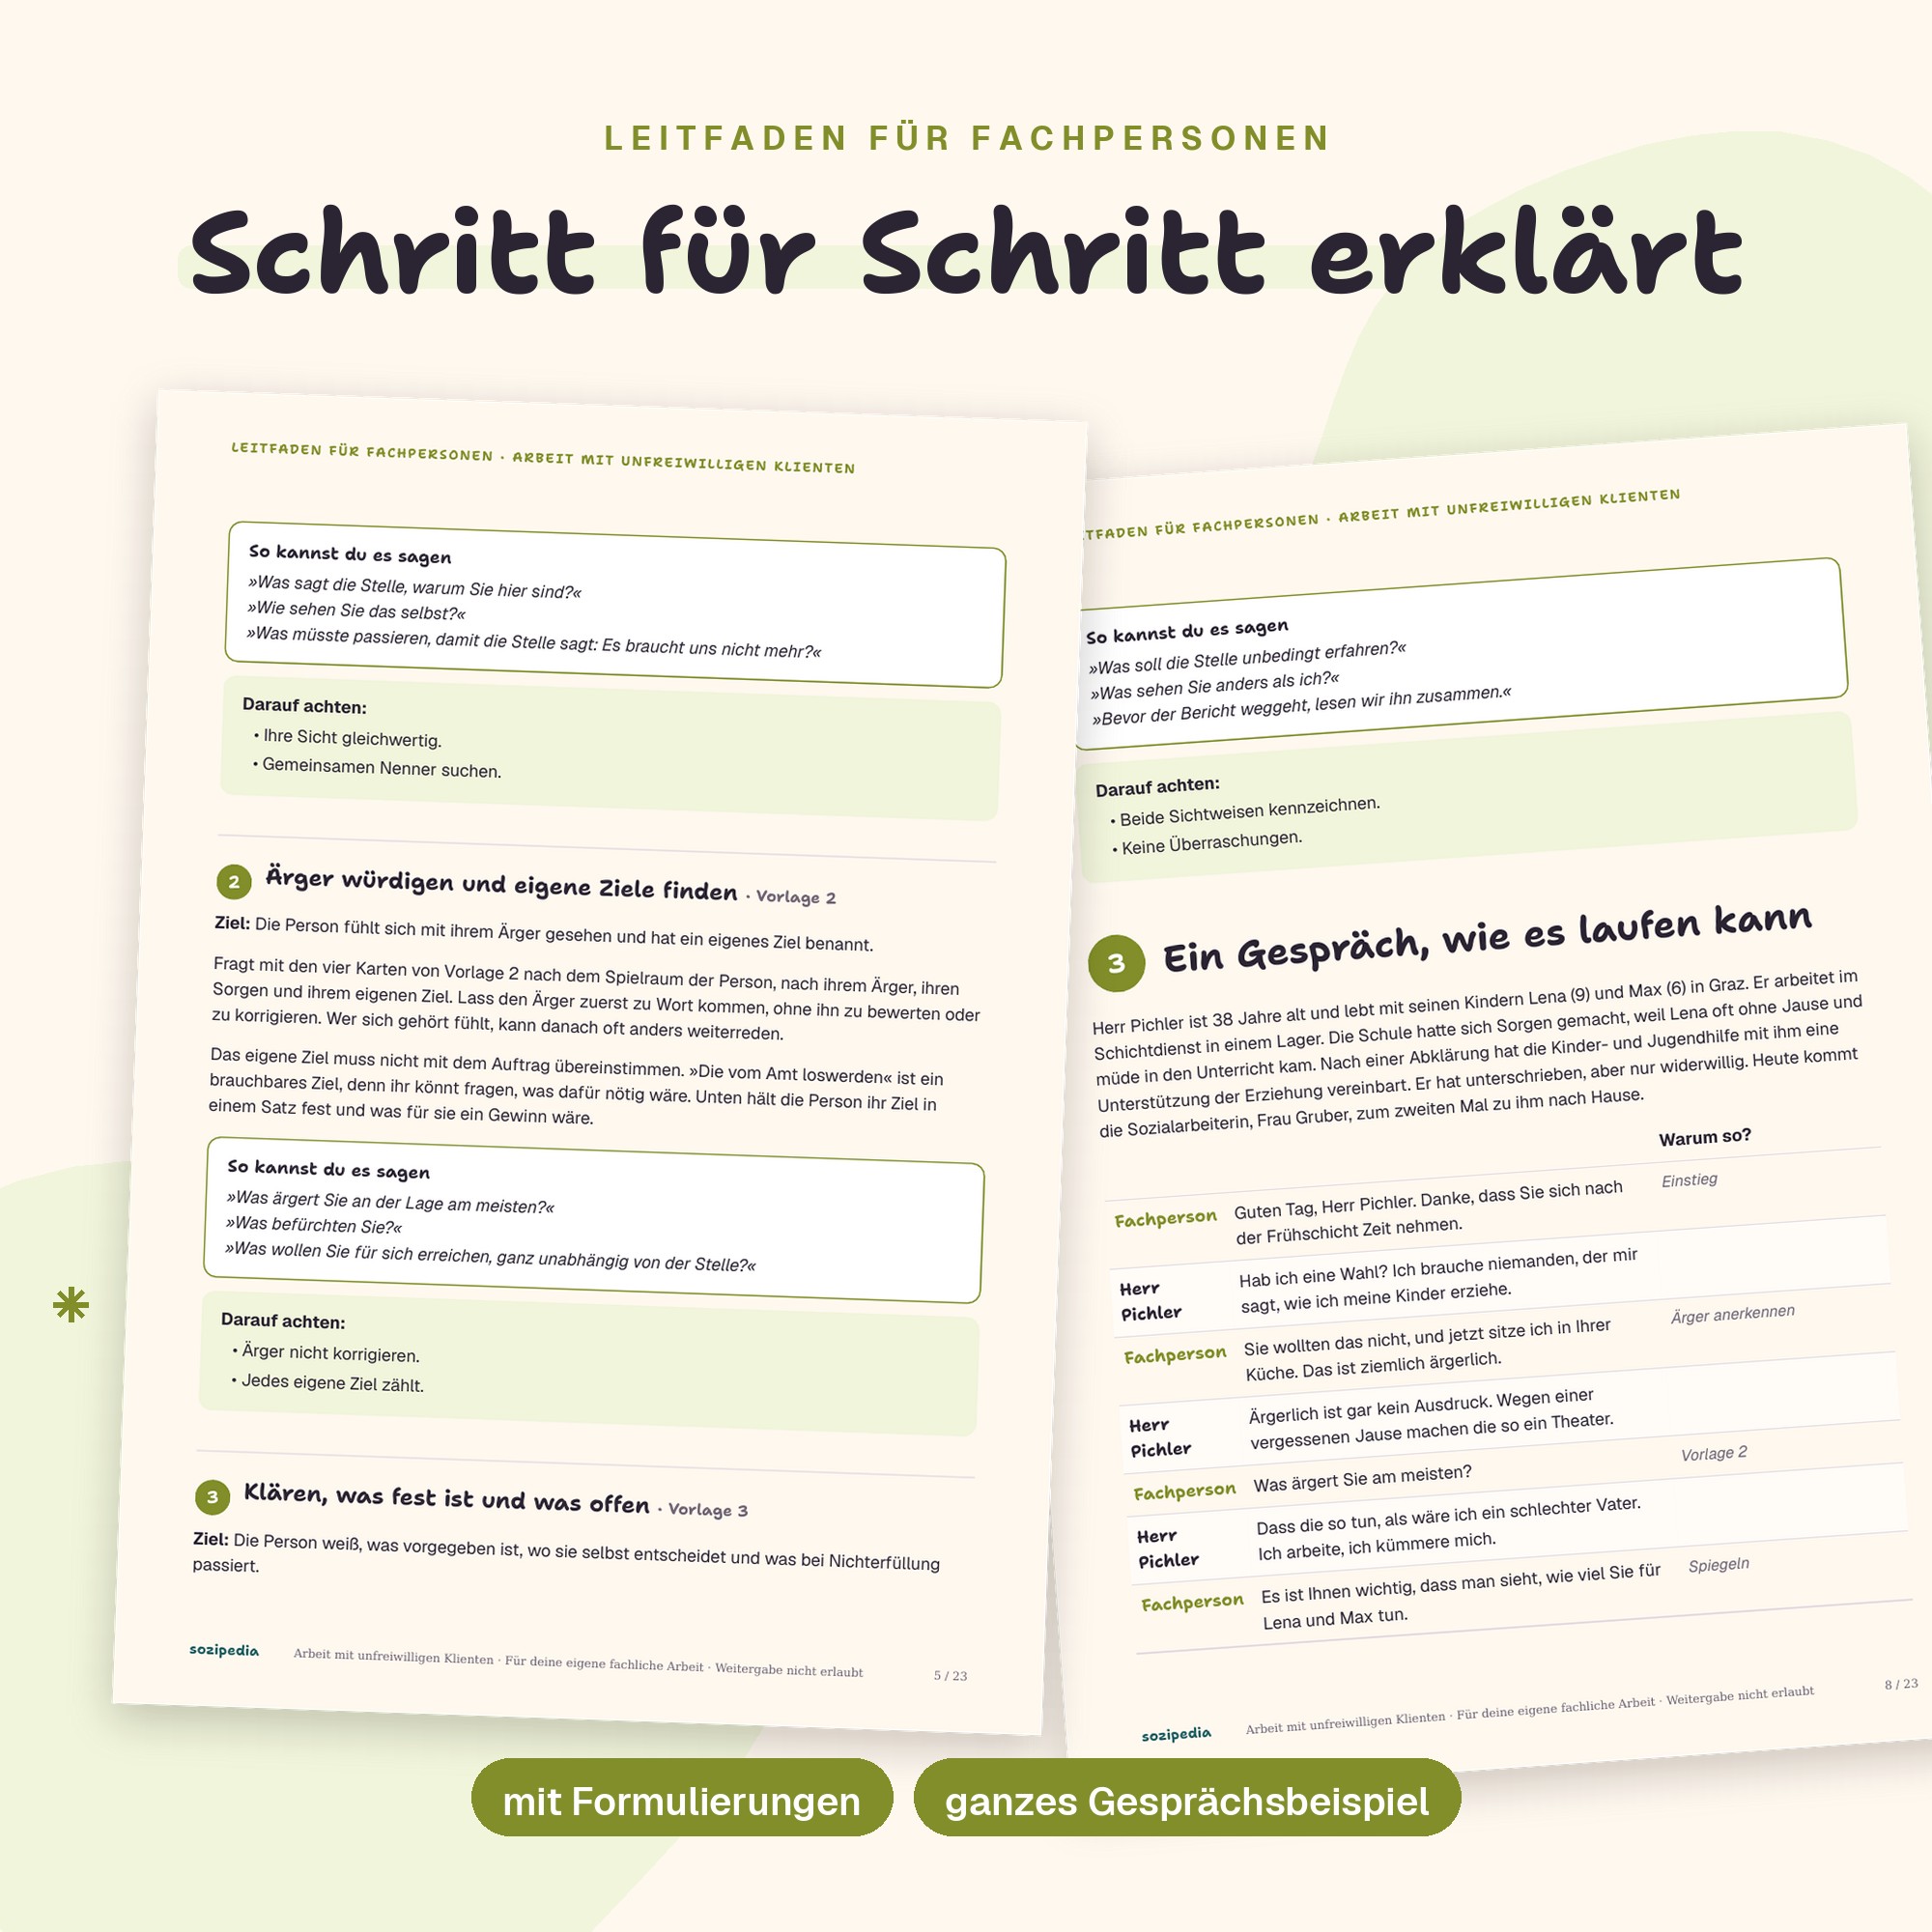 LEITFADEN FÜR FACHPERSONEN
Schritt für Schritt erklärt
LEITFADEN FÜR FACHPERSONEN · ARBEIT MIT UNFREIWILLIGEN KLIENTEN
So kannst du es sagen
»Was sagt die Stelle, warum Sie hier sind?«
»Wie sehen Sie das selbst?«
»Was müsste passieren, damit die Stelle sagt: Es braucht uns nicht mehr?«
Darauf achten:
• Ihre Sicht gleichwertig.
• Gemeinsamen Nenner suchen.
2 Ärger würdigen und eigene Ziele finden · Vorlage 2
Ziel: Die Person fühlt sich mit ihrem Ärger gesehen und hat ein eigenes Ziel benannt.
Fragt mit den vier Karten von Vorlage 2 nach dem Spielraum der Person, nach ihrem Ärger, ihren
Sorgen und ihrem eigenen Ziel. Lass den Ärger zuerst zu Wort kommen, ohne ihn zu bewerten oder
zu korrigieren. Wer sich gehört fühlt, kann danach oft anders weiterreden.
Das eigene Ziel muss nicht mit dem Auftrag übereinstimmen. »Die vom Amt loswerden« ist ein
brauchbares Ziel, denn ihr könnt fragen, was dafür nötig wäre. Unten hält die Person ihr Ziel in
einem Satz fest und was für sie ein Gewinn wäre.
So kannst du es sagen
»Was ärgert Sie an der Lage am meisten?«
»Was befürchten Sie?«
»Was wollen Sie für sich erreichen, ganz unabhängig von der Stelle?«
Darauf achten:
• Ärger nicht korrigieren.
• Jedes eigene Ziel zählt.
3 Klären, was fest ist und was offen · Vorlage 3
Ziel: Die Person weiß, was vorgegeben ist, wo sie selbst entscheidet und was bei Nichterfüllung
passiert.
sozipedia Arbeit mit unfreiwilligen Klienten · Für deine eigene fachliche Arbeit · Weitergabe nicht erlaubt 5 / 23
TFADEN FÜR FACHPERSONEN · ARBEIT MIT UNFREIWILLIGEN KLIENTEN
So kannst du es sagen
»Was soll die Stelle unbedingt erfahren?«
»Was sehen Sie anders als ich?«
»Bevor der Bericht weggeht, lesen wir ihn zusammen.«
Darauf achten:
• Beide Sichtweisen kennzeichnen.
• Keine Überraschungen.
3 Ein Gespräch, wie es laufen kann
Herr Pichler ist 38 Jahre alt und lebt mit seinen Kindern Lena (9) und Max (6) in Graz. Er arbeitet im
Schichtdienst in einem Lager. Die Schule hatte sich Sorgen gemacht, weil Lena oft ohne Jause und
müde in den Unterricht kam. Nach einer Abklärung hat die Kinder- und Jugendhilfe mit ihm eine
Unterstützung der Erziehung vereinbart. Er hat unterschrieben, aber nur widerwillig. Heute kommt
die Sozialarbeiterin, Frau Gruber, zum zweiten Mal zu ihm nach Hause.
Warum so?
Fachperson Guten Tag, Herr Pichler. Danke, dass Sie sich nach Einstieg
der Frühschicht Zeit nehmen.
Herr Hab ich eine Wahl? Ich brauche niemanden, der mir
Pichler sagt, wie ich meine Kinder erziehe.
Fachperson Sie wollten das nicht, und jetzt sitze ich in Ihrer Ärger anerkennen
Küche. Das ist ziemlich ärgerlich.
Herr Ärgerlich ist gar kein Ausdruck. Wegen einer
Pichler vergessenen Jause machen die so ein Theater.
Fachperson Was ärgert Sie am meisten? Vorlage 2
Herr Dass die so tun, als wäre ich ein schlechter Vater.
Pichler Ich arbeite, ich kümmere mich.
Fachperson Es ist Ihnen wichtig, dass man sieht, wie viel Sie für Spiegeln
Lena und Max tun.
sozipedia Arbeit mit unfreiwilligen Klienten · Für deine eigene fachliche Arbeit · Weitergabe nicht erlaubt 8 / 23
mit Formulierungen
ganzes Gesprächsbeispiel